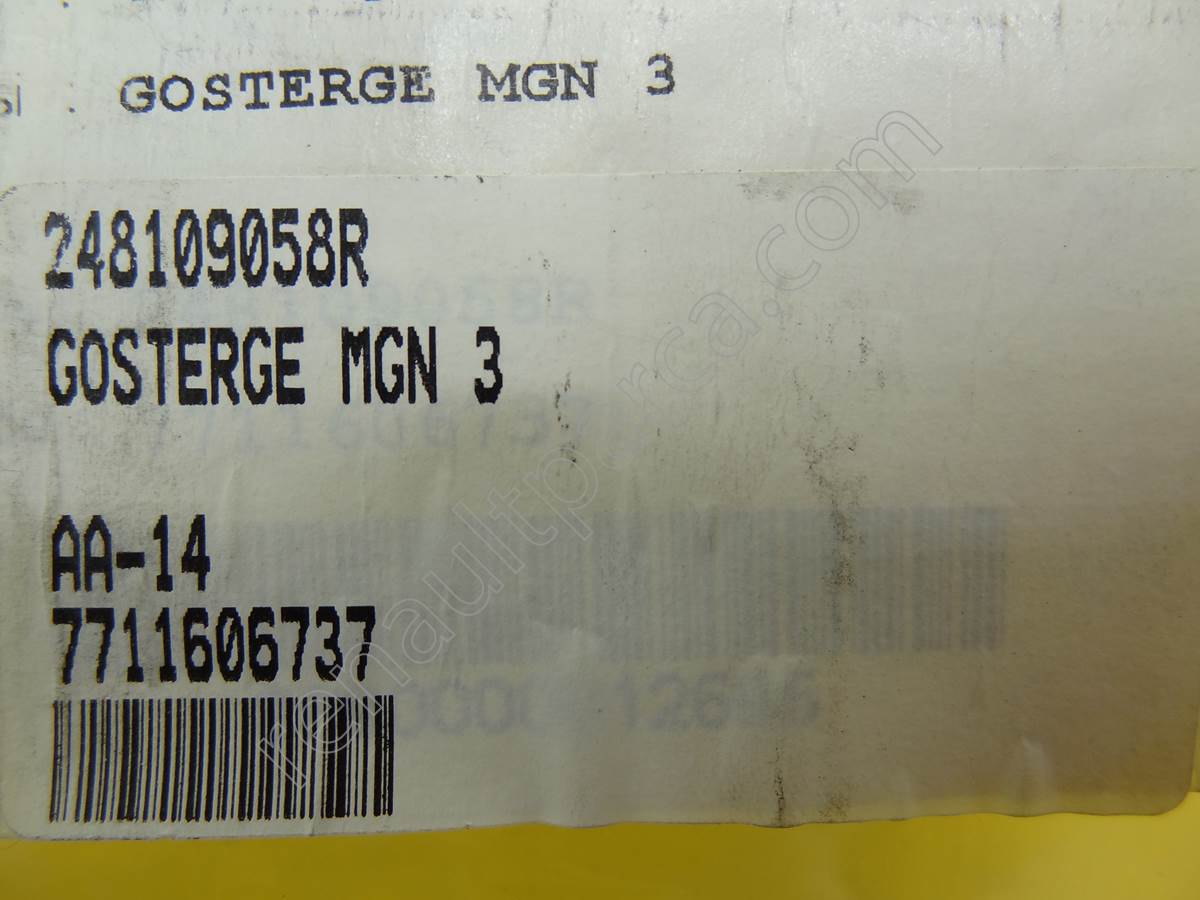 GOSTERGE MGN 3
248109058R
GOSTERGE MGN 3
AA-14
7711606737
renaultparca.com